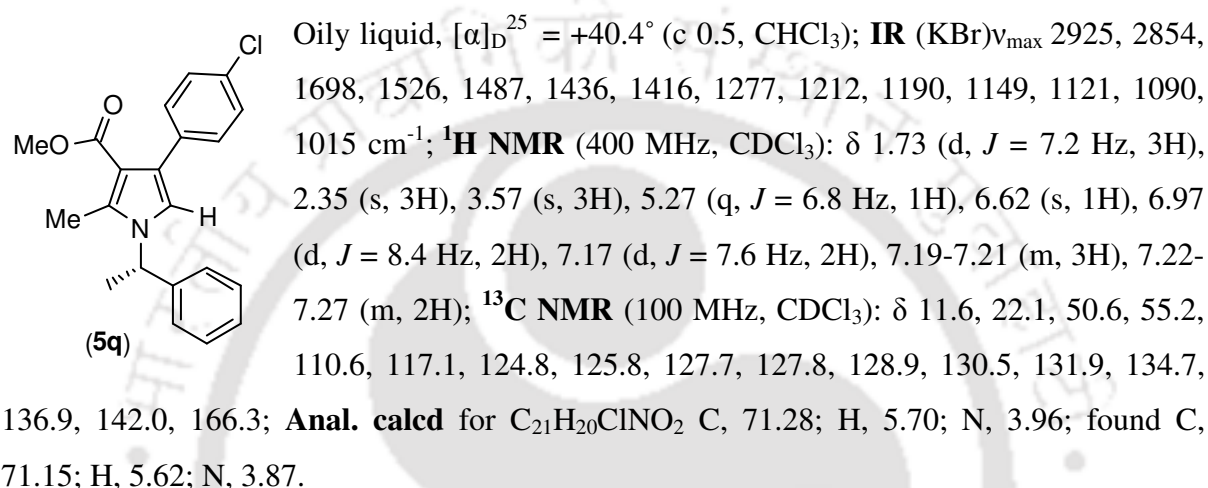 Cl
O
MeO
Me
N
H
(5q)
Oily liquid, [α]D25 = +40.4° (c 0.5, CHCl3); IR (KBr)νmax 2925, 2854,
1698, 1526, 1487, 1436, 1416, 1277, 1212, 1190, 1149, 1121, 1090,
1015 cm-1; 1H NMR (400 MHz, CDCl3): δ 1.73 (d, J = 7.2 Hz, 3H),
2.35 (s, 3H), 3.57 (s, 3H), 5.27 (q, J = 6.8 Hz, 1H), 6.62 (s, 1H), 6.97
(d, J = 8.4 Hz, 2H), 7.17 (d, J = 7.6 Hz, 2H), 7.19-7.21 (m, 3H), 7.22-
7.27 (m, 2H); 13C NMR (100 MHz, CDCl3): δ 11.6, 22.1, 50.6, 55.2,
110.6, 117.1, 124.8, 125.8, 127.7, 127.8, 128.9, 130.5, 131.9, 134.7,
136.9, 142.0, 166.3; Anal. calcd for C21H20ClNO2 C, 71.28; H, 5.70; N, 3.96; found C,
71.15; H, 5.62; N, 3.87.